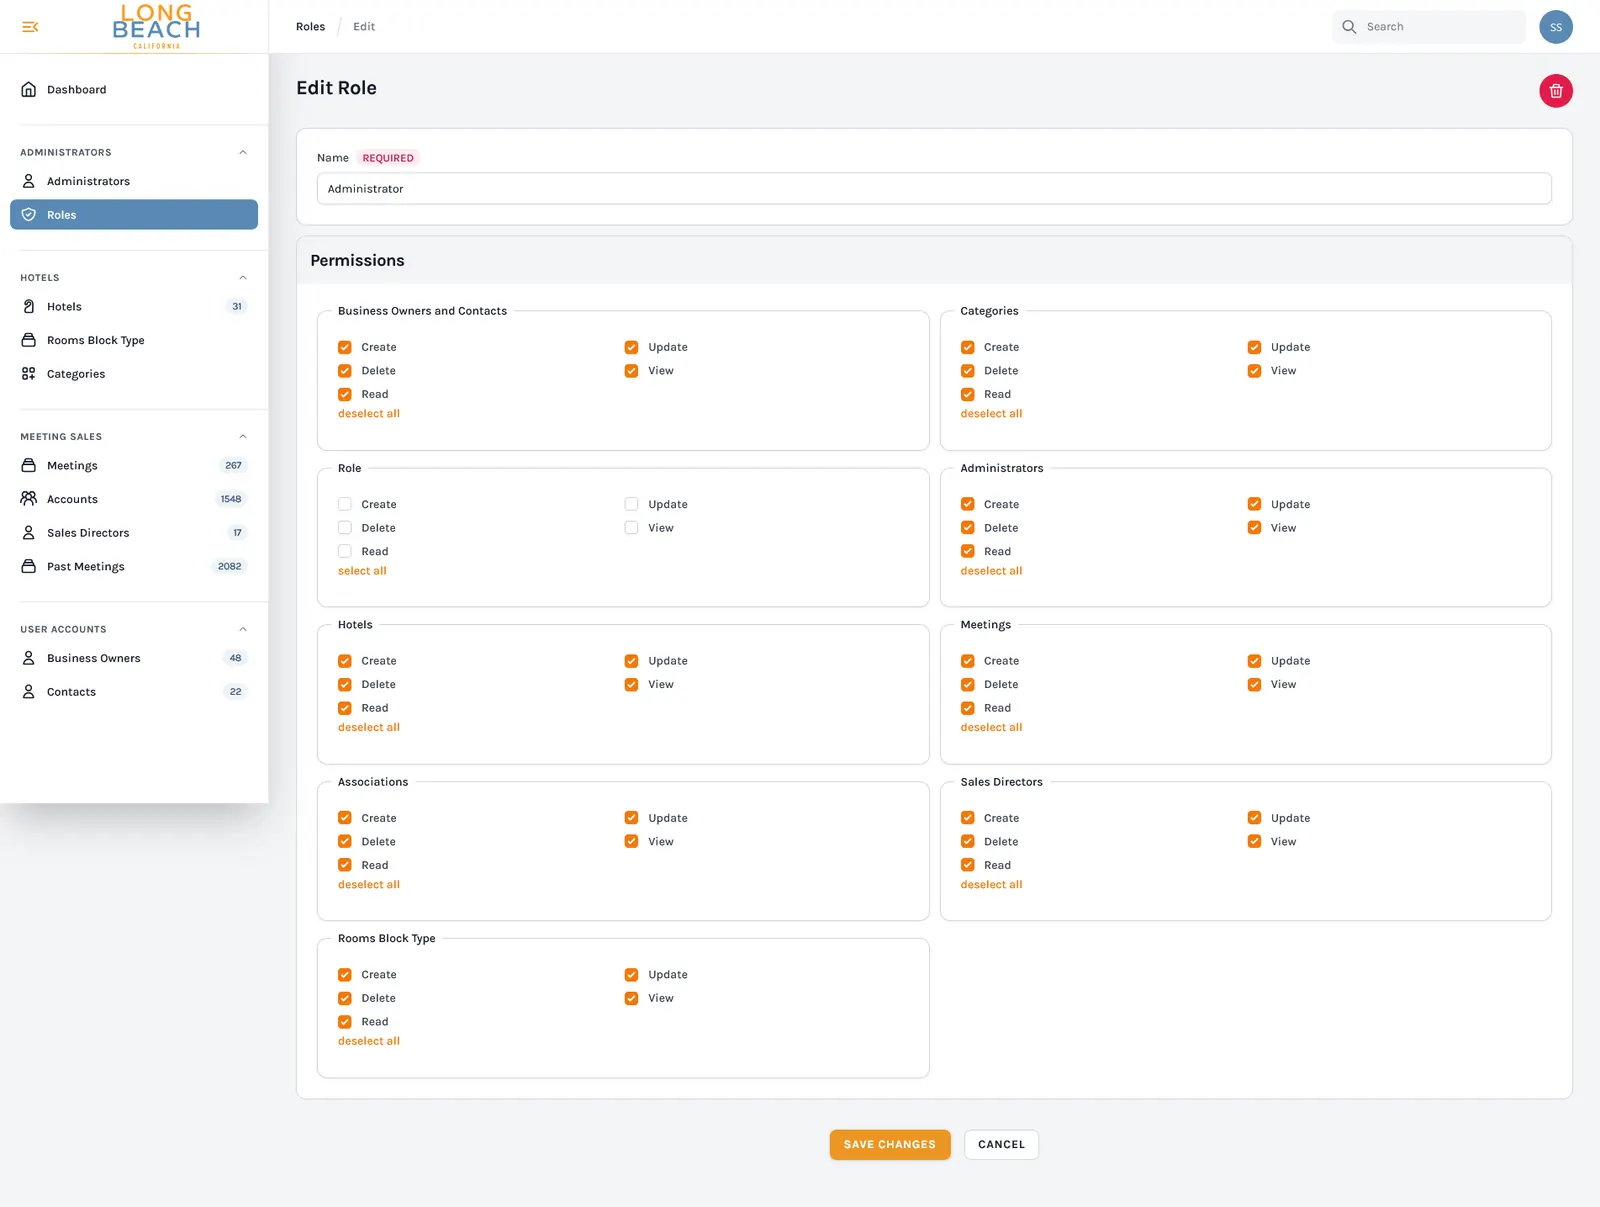 LONG
BEACH
CALIFORNIA
Roles / Edit
Search
SS
Dashboard
ADMINISTRATORS
Administrators
Roles
HOTELS
Hotels 31
Rooms Block Type
Categories
MEETING SALES
Meetings 267
Accounts 1548
Sales Directors 17
Past Meetings 2082
USER ACCOUNTS
Business Owners 48
Contacts 22
Edit Role
Name REQUIRED
Administrator
Permissions
Business Owners and Contacts
Create Update
Delete View
Read
deselect all
Categories
Create Update
Delete View
Read
deselect all
Role
Create Update
Delete View
Read
select all
Administrators
Create Update
Delete View
Read
deselect all
Hotels
Create Update
Delete View
Read
deselect all
Meetings
Create Update
Delete View
Read
deselect all
Associations
Create Update
Delete View
Read
deselect all
Sales Directors
Create Update
Delete View
Read
deselect all
Rooms Block Type
Create Update
Delete View
Read
deselect all
SAVE CHANGES
CANCEL